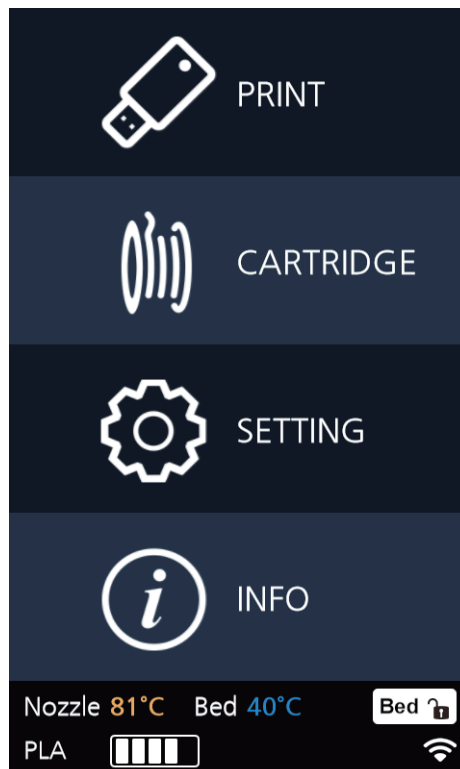 PRINT
CARTRIDGE
SETTING
INFO
Nozzle 81°C Bed 40°C Bed
PLA